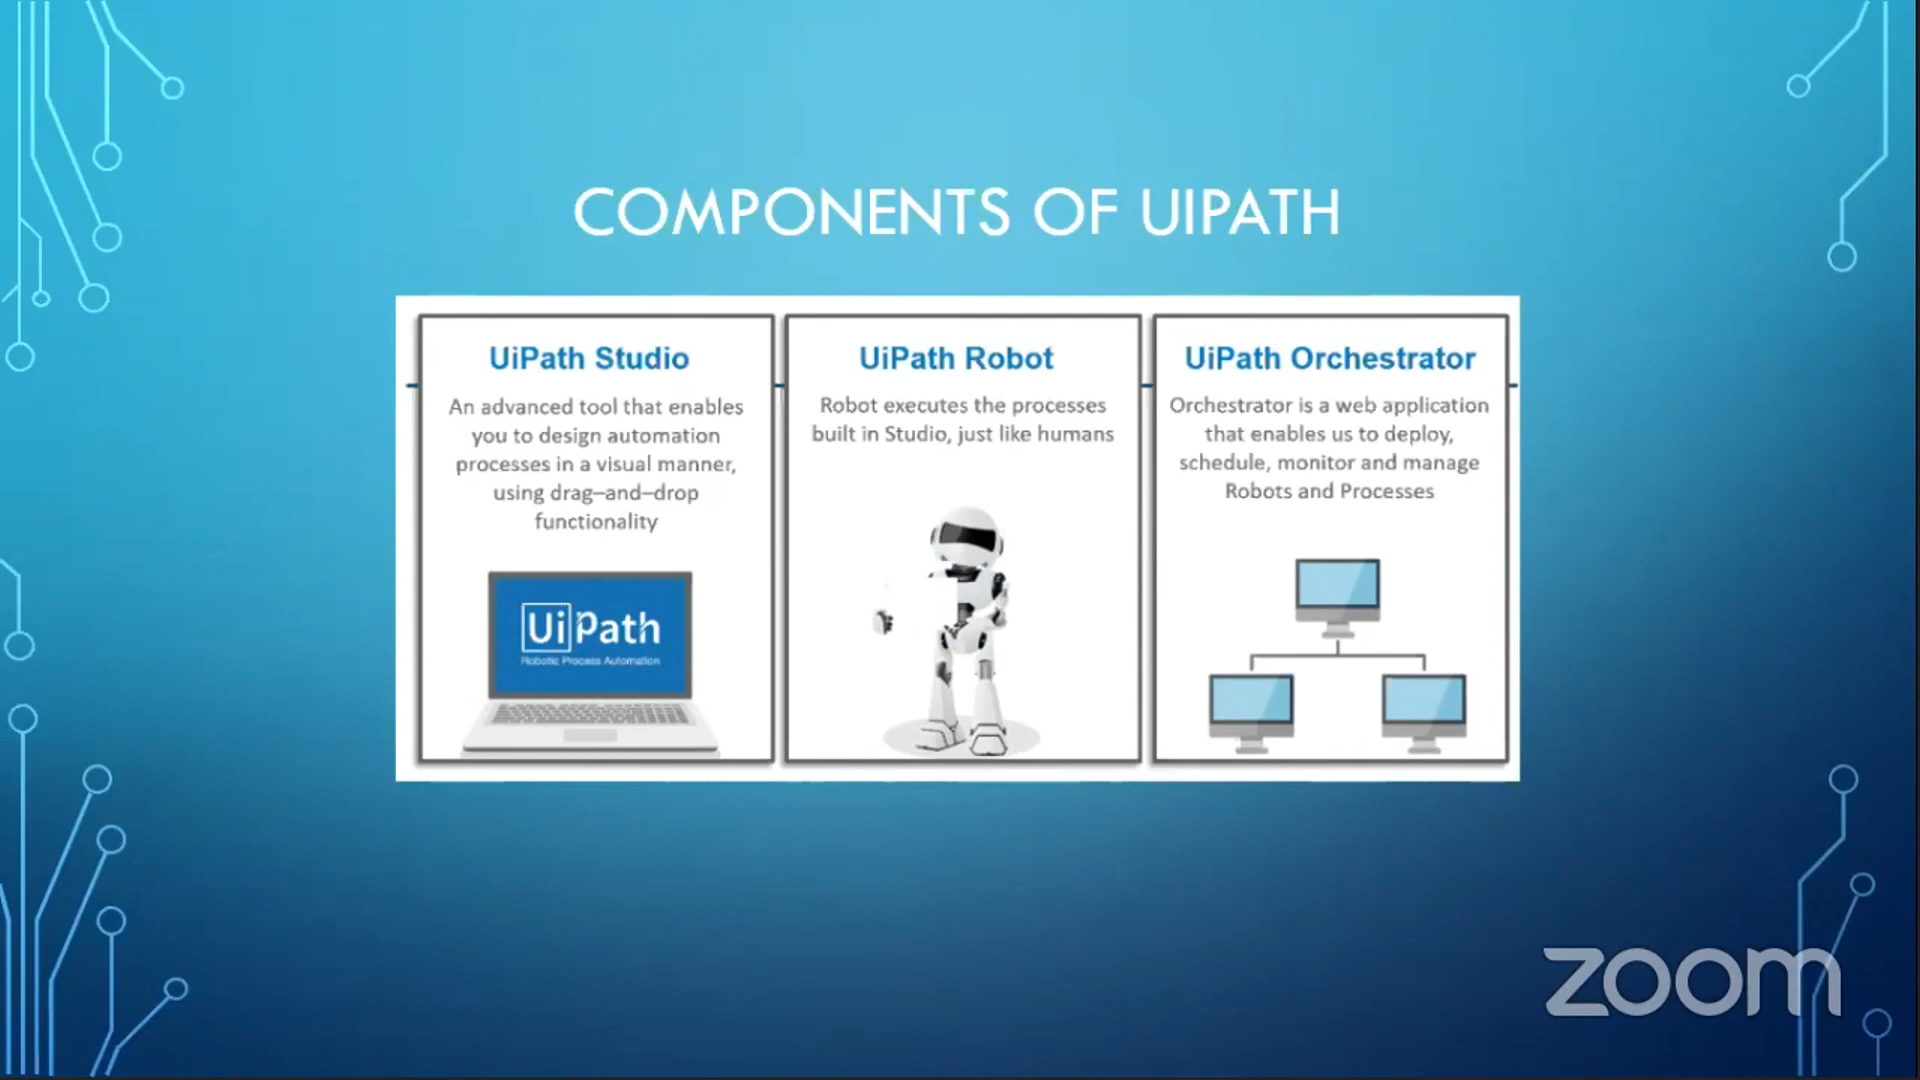 COMPONENTS OF UIPATH
UiPath Studio
An advanced tool that enables
you to design automation
processes in a visual manner,
using drag–and–drop
functionality
UiPath
Robotic Process Automation
UiPath Robot
Robot executes the processes
built in Studio, just like humans
UiPath Orchestrator
Orchestrator is a web application
that enables us to deploy,
schedule, monitor and manage
Robots and Processes
zoom